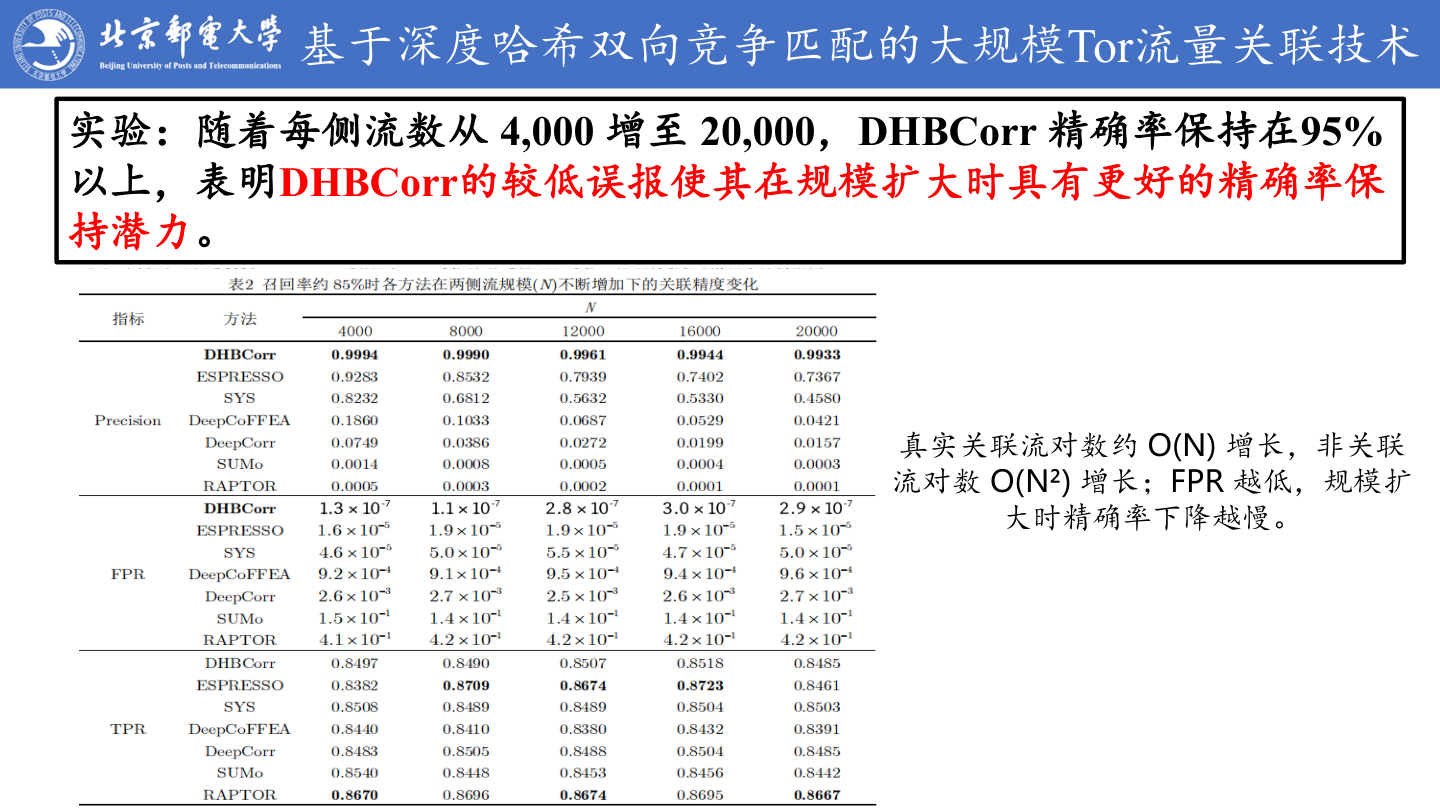 北京郵電大學
Beijing University of Posts and Telecommunications
基于深度哈希双向竞争匹配的大规模Tor流量关联技术
实验：随着每侧流数从 4,000 增至 20,000，DHBCorr 精确率保持在95%
以上，表明DHBCorr的较低误报使其在规模扩大时具有更好的精确率保
持潜力。
表2 召回率约 85%时各方法在两侧流规模(N)不断增加下的关联精度变化
指标 方法 N
4000 8000 12000 16000 20000
DHBCorr 0.9994 0.9990 0.9961 0.9944 0.9933
ESPRESSO 0.9283 0.8532 0.7939 0.7402 0.7367
SYS 0.8232 0.6812 0.5632 0.5330 0.4580
Precision DeepCoFFEA 0.1860 0.1033 0.0687 0.0529 0.0421
DeepCorr 0.0749 0.0386 0.0272 0.0199 0.0157
SUMo 0.0014 0.0008 0.0005 0.0004 0.0003
RAPTOR 0.0005 0.0003 0.0002 0.0001 0.0001
DHBCorr 1.3 × 10⁻⁷ 1.1 × 10⁻⁷ 2.8 × 10⁻⁷ 3.0 × 10⁻⁷ 2.9 × 10⁻⁷
ESPRESSO 1.6 × 10⁻⁵ 1.9 × 10⁻⁵ 1.9 × 10⁻⁵ 1.9 × 10⁻⁵ 1.5 × 10⁻⁵
SYS 4.6 × 10⁻⁵ 5.0 × 10⁻⁵ 5.5 × 10⁻⁵ 4.7 × 10⁻⁵ 5.0 × 10⁻⁵
FPR DeepCoFFEA 9.2 × 10⁻⁴ 9.1 × 10⁻⁴ 9.5 × 10⁻⁴ 9.4 × 10⁻⁴ 9.6 × 10⁻⁴
DeepCorr 2.6 × 10⁻³ 2.7 × 10⁻³ 2.5 × 10⁻³ 2.6 × 10⁻³ 2.7 × 10⁻³
SUMo 1.5 × 10⁻¹ 1.4 × 10⁻¹ 1.4 × 10⁻¹ 1.4 × 10⁻¹ 1.4 × 10⁻¹
RAPTOR 4.1 × 10⁻¹ 4.2 × 10⁻¹ 4.2 × 10⁻¹ 4.2 × 10⁻¹ 4.2 × 10⁻¹
DHBCorr 0.8497 0.8490 0.8507 0.8518 0.8485
ESPRESSO 0.8382 0.8709 0.8674 0.8723 0.8461
SYS 0.8508 0.8489 0.8489 0.8504 0.8503
TPR DeepCoFFEA 0.8440 0.8410 0.8380 0.8432 0.8391
DeepCorr 0.8483 0.8505 0.8488 0.8504 0.8485
SUMo 0.8540 0.8448 0.8453 0.8456 0.8442
RAPTOR 0.8670 0.8696 0.8674 0.8695 0.8667
真实关联流对数约 O(N) 增长，非关联
流对数 O(N²) 增长；FPR 越低，规模扩
大时精确率下降越慢。